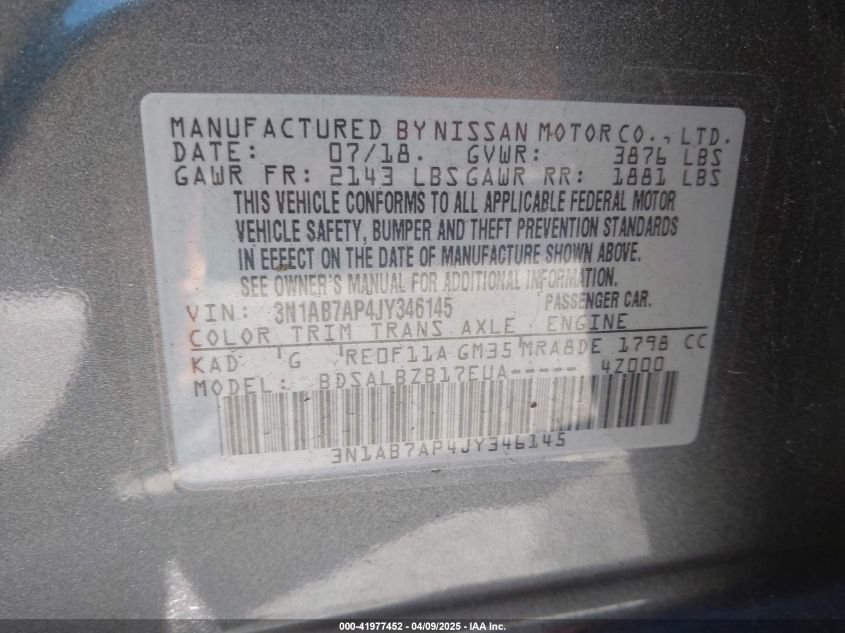 MANUFACTURED BY NISSAN MOTOR CO., LTD.
DATE: 07/18. GVWR: 3876 LBS
GAWR FR: 2143 LBS GAWR RR: 1881 LBS
THIS VEHICLE CONFORMS TO ALL APPLICABLE FEDERAL MOTOR
VEHICLE SAFETY, BUMPER AND THEFT PREVENTION STANDARDS
IN EFFECT ON THE DATE OF MANUFACTURE SHOWN ABOVE.
SEE OWNER'S MANUAL FOR ADDITIONAL INFORMATION.
VIN: 3N1AB7AP4JY346145 PASSENGER CAR.
COLOR TRIM TRANS AXLE ENGINE
KAD G RE0F11A GM35 MRA8DE 1798 CC
MODEL: BDSALBZB17EUA----- 4Z000
3N1AB7AP4JY346145
000-41977452 - 04/09/2025 - IAA Inc.